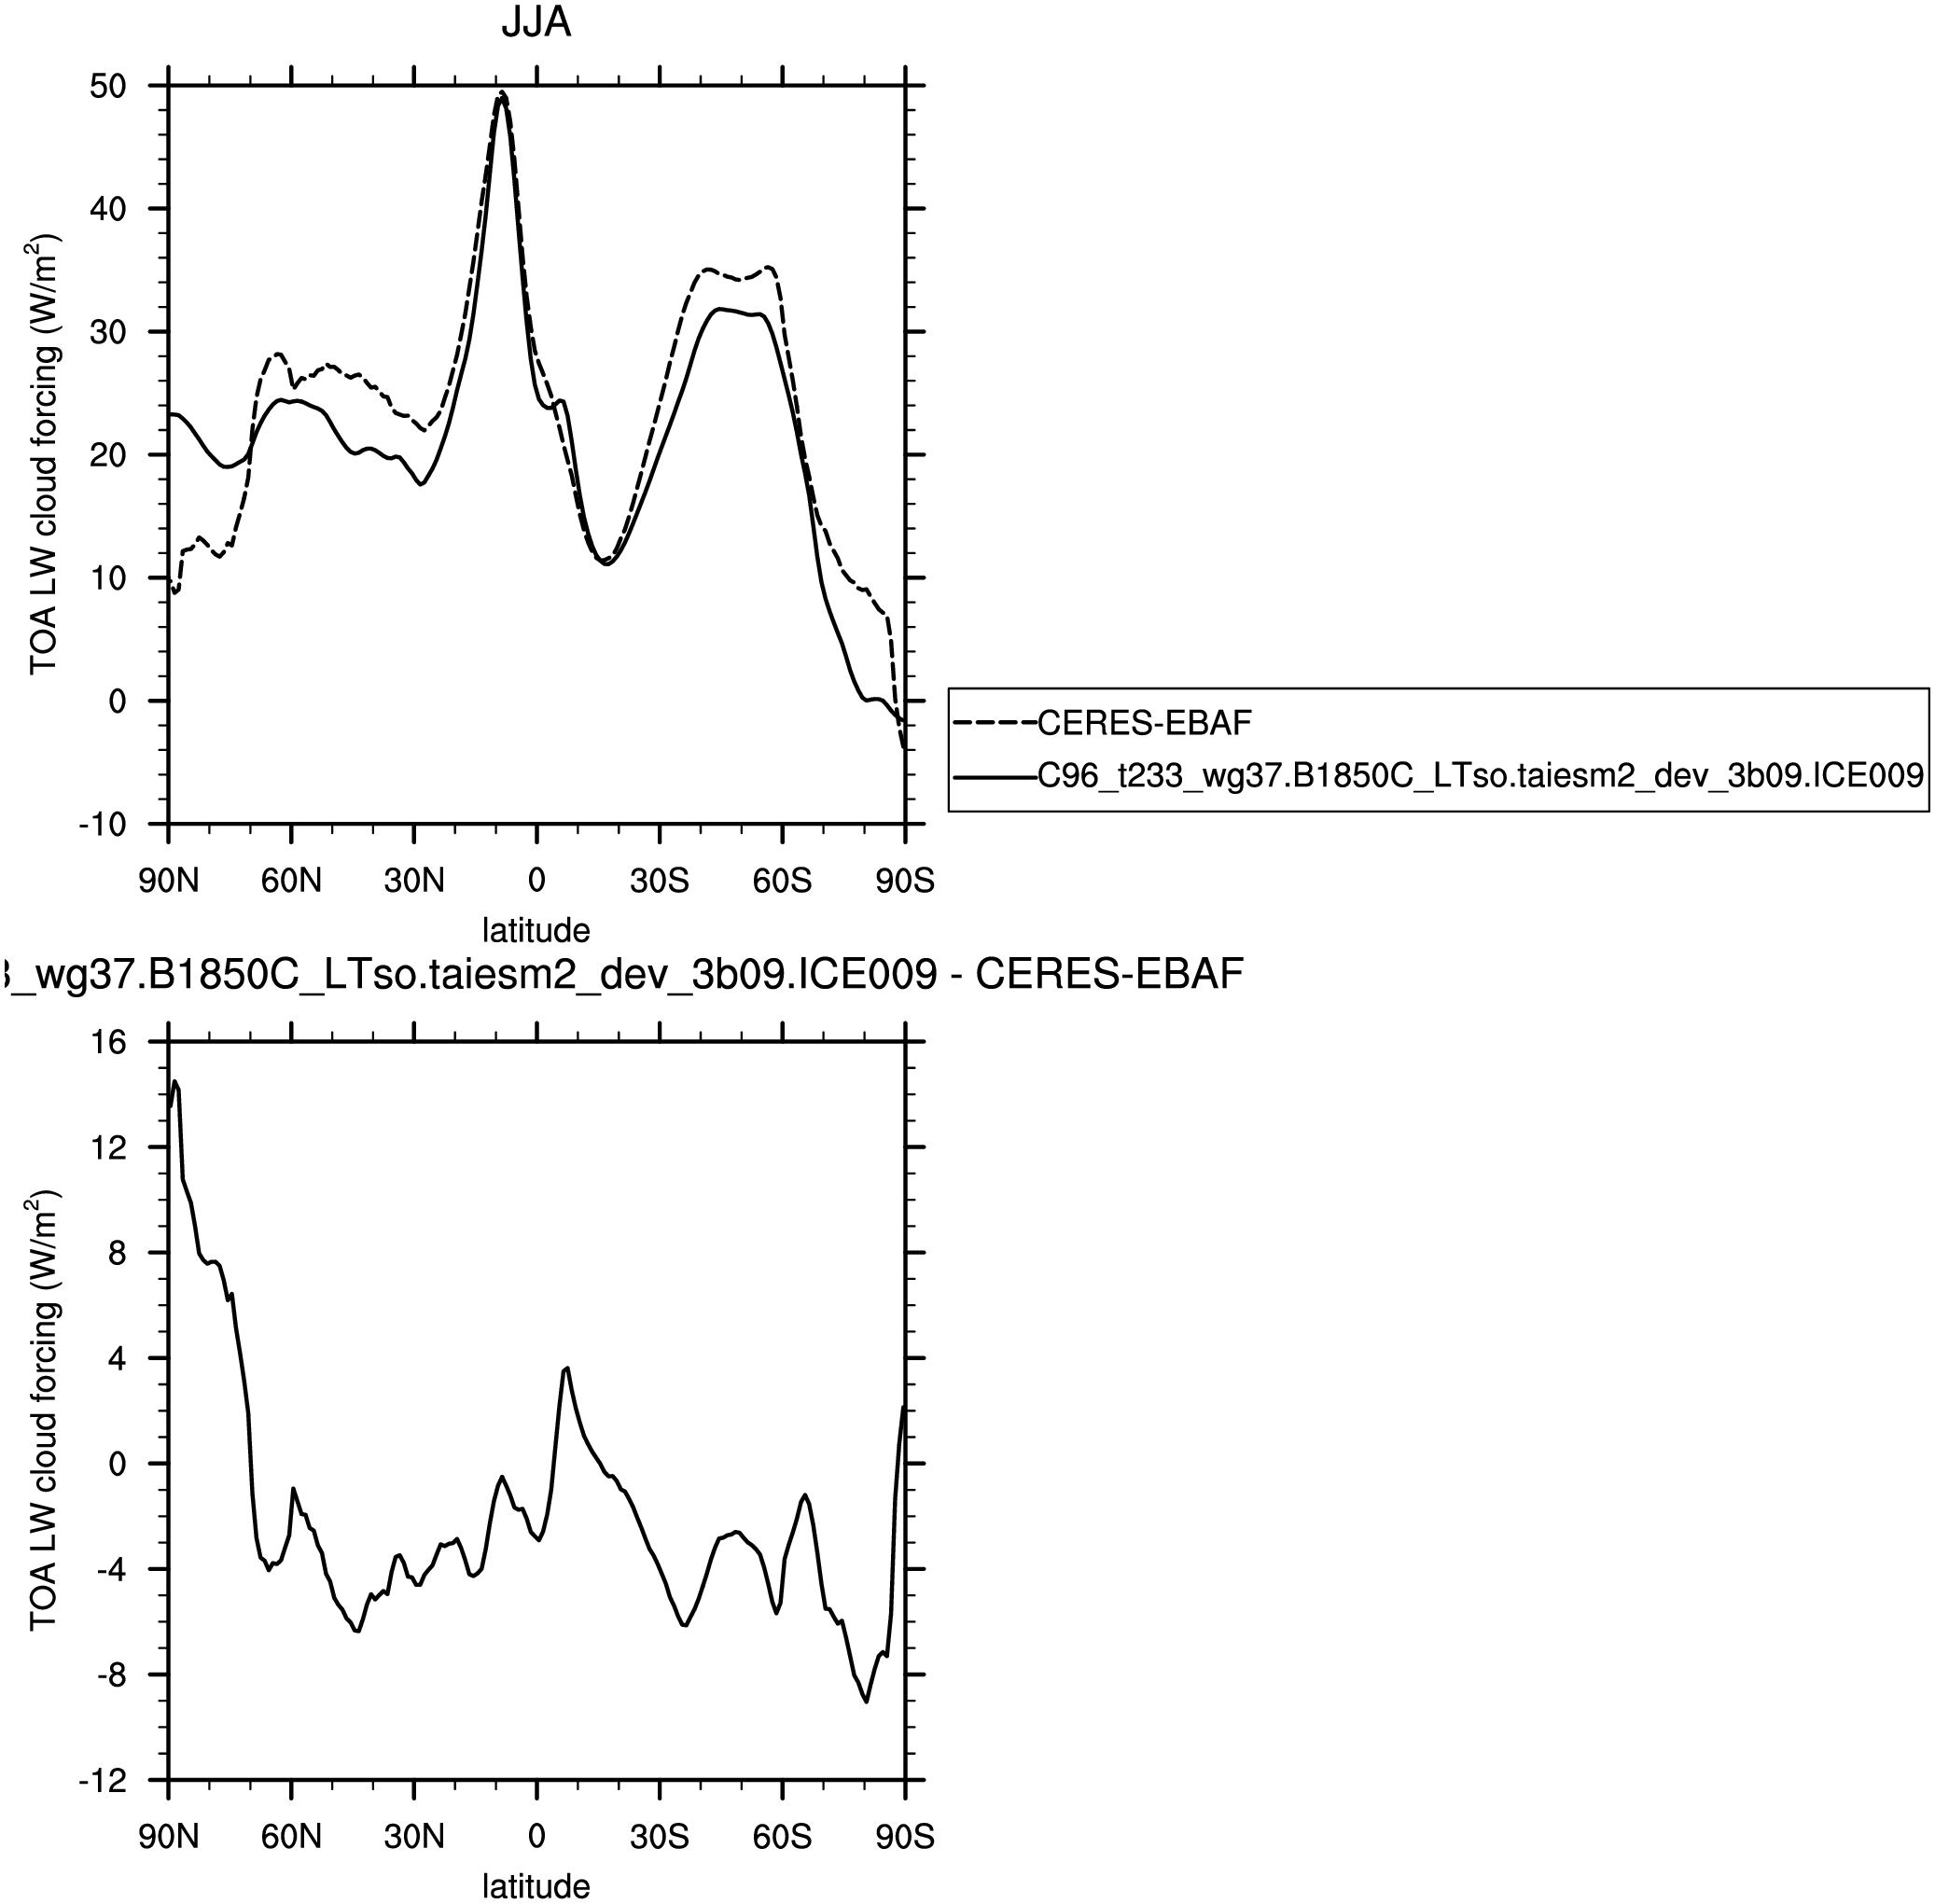 JJA
TOA LW cloud forcing (W/m²)
50
40
30
20
10
0
-10
90N 60N 30N 0 30S 60S 90S
latitude
CERES-EBAF
C96_t233_wg37.B1850C_LTso.taiesm2_dev_3b09.ICE009
_wg37.B1850C_LTso.taiesm2_dev_3b09.ICE009 - CERES-EBAF
TOA LW cloud forcing (W/m²)
16
12
8
4
0
-4
-8
-12
90N 60N 30N 0 30S 60S 90S
latitude